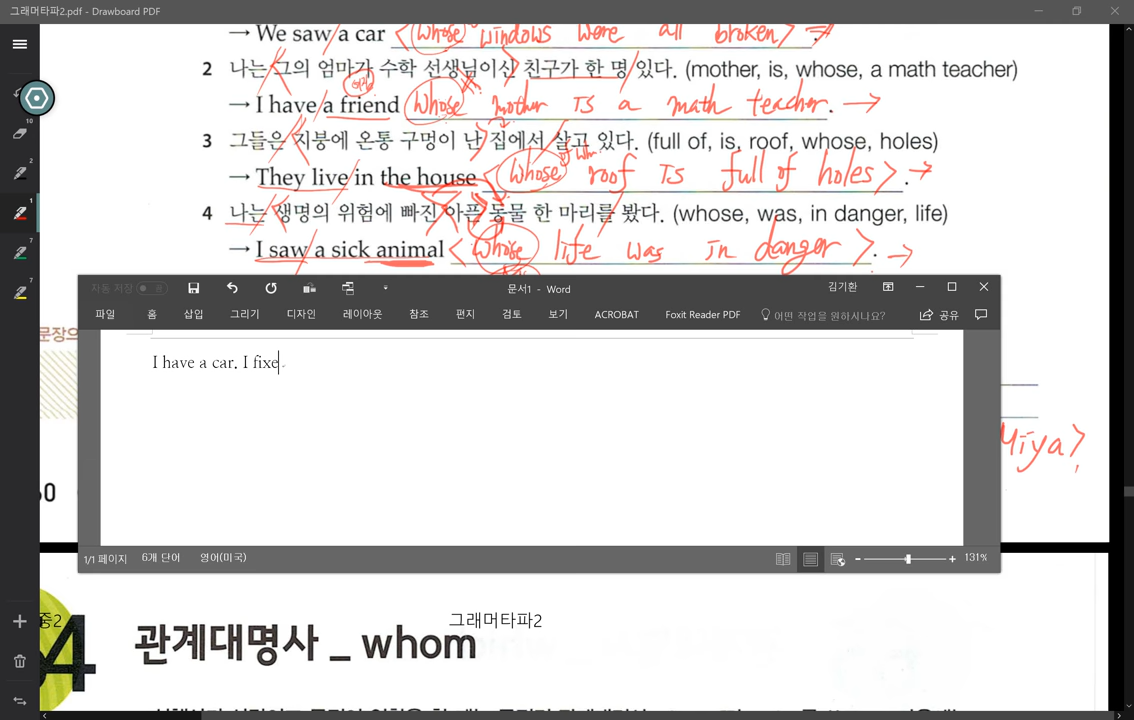 그래머타파2.pdf - Drawboard PDF
→ We saw a car <whose windows were all broken>.
2 나는 그의 엄마가 수학 선생님이신 친구가 한 명 있다. (mother, is, whose, a math teacher)
→ I have a friend whose mother is a math teacher. →
3 그들은 지붕에 온통 구멍이 난 집에서 살고 있다. (full of, is, roof, whose, holes)
→ They live in the house <whose roof is full of holes>. →
4 나는 생명의 위험에 빠진 아픈 동물 한 마리를 봤다. (whose, was, in danger, life)
→ I saw a sick animal <whose life was in danger>. →
자동 저장 끔 문서1 - Word 김기환
파일 홈 삽입 그리기 디자인 레이아웃 참조 편지 검토 보기 ACROBAT Foxit Reader PDF 어떤 작업을 원하시나요? 공유
문장으
I have a car. I fixe
Miya>
60
1/1 페이지 6개 단어 영어(미국) 131%
중2 그래머타파2
4 관계대명사 _ whom